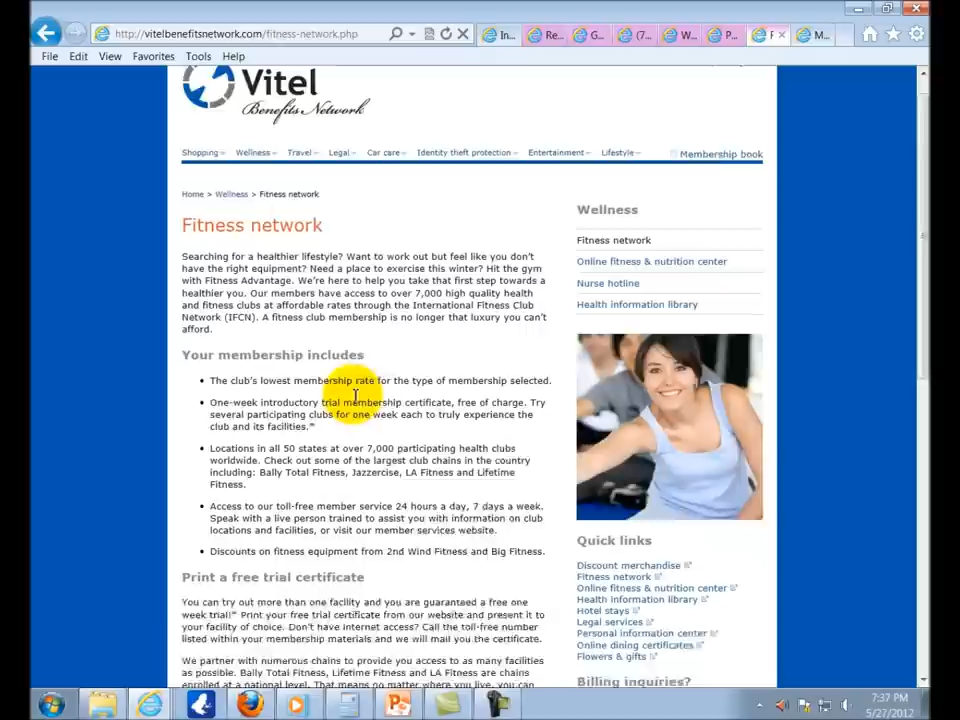 http://vitelbenefitsnetwork.com/fitness-network.php
In...
Re...
G...
(7...
W...
P...
F
M...
File Edit View Favorites Tools Help
Vitel
Benefits Network
Shopping Wellness Travel Legal Car care Identity theft protection Entertainment Lifestyle Membership book
Home > Wellness > Fitness network
Fitness network
Searching for a healthier lifestyle? Want to work out but feel like you don't
have the right equipment? Need a place to exercise this winter? Hit the gym
with Fitness Advantage. We're here to help you take that first step towards a
healthier you. Our members have access to over 7,000 high quality health
and fitness clubs at affordable rates through the International Fitness Club
Network (IFCN). A fitness club membership is no longer that luxury you can't
afford.
Your membership includes
• The club's lowest membership rate for the type of membership selected.
• One-week introductory trial membership certificate, free of charge. Try
several participating clubs for one week each to truly experience the
club and its facilities.*
• Locations in all 50 states at over 7,000 participating health clubs
worldwide. Check out some of the largest club chains in the country
including: Bally Total Fitness, Jazzercise, LA Fitness and Lifetime
Fitness.
• Access to our toll-free member service 24 hours a day, 7 days a week.
Speak with a live person trained to assist you with information on club
locations and facilities, or visit our member services website.
• Discounts on fitness equipment from 2nd Wind Fitness and Big Fitness.
Print a free trial certificate
You can try out more than one facility and you are guaranteed a free one
week trial!* Print your free trial certificate from our website and present it to
your facility of choice. Don't have Internet access? Call the toll-free number
listed within your membership materials and we will mail you the certificate.
We partner with numerous chains to provide you access to as many facilities
as possible. Bally Total Fitness, Lifetime Fitness and LA Fitness are chains
enrolled at a national level. That means no matter where you live, you can
Wellness
Fitness network
Online fitness & nutrition center
Nurse hotline
Health information library
Quick links
Discount merchandise
Fitness network
Online fitness & nutrition center
Health information library
Hotel stays
Legal services
Personal information center
Online dining certificates
Flowers & gifts
Billing inquiries?
7:37 PM
5/27/2012